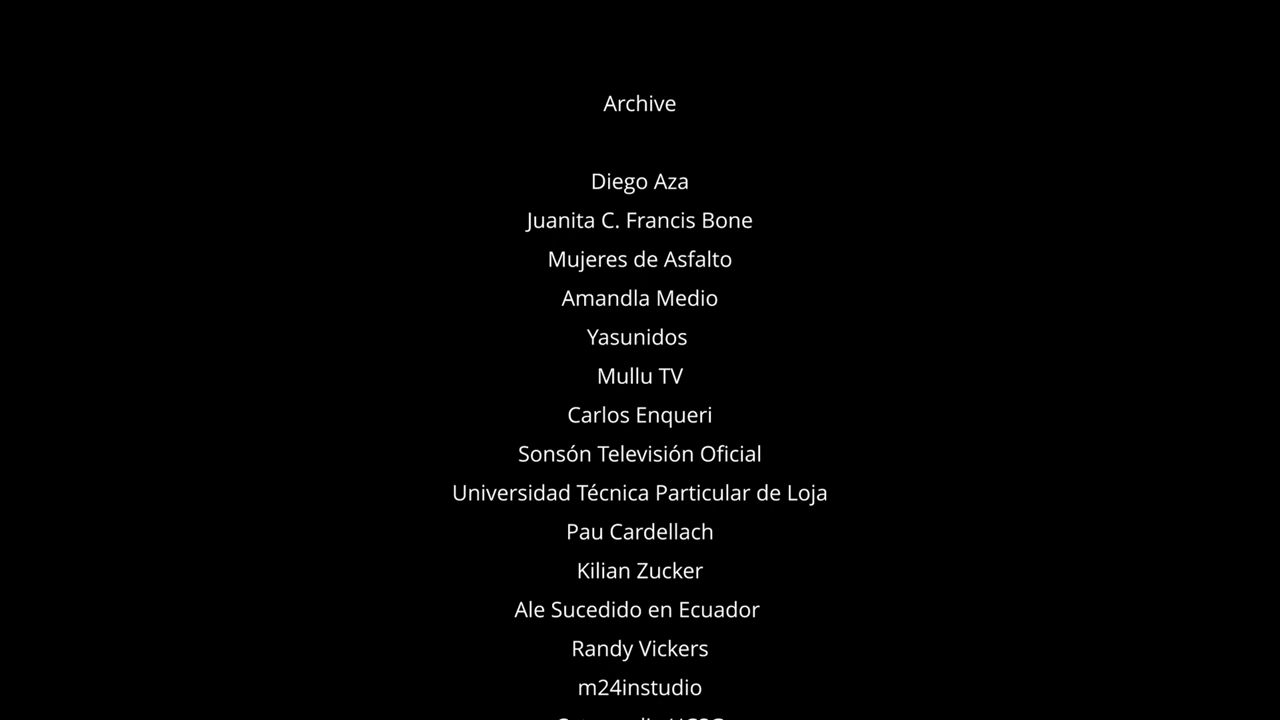 Archive
Diego Aza
Juanita C. Francis Bone
Mujeres de Asfalto
Amandla Medio
Yasunidos
Mullu TV
Carlos Enqueri
Sonsón Televisión Oficial
Universidad Técnica Particular de Loja
Pau Cardellach
Kilian Zucker
Ale Sucedido en Ecuador
Randy Vickers
m24instudio